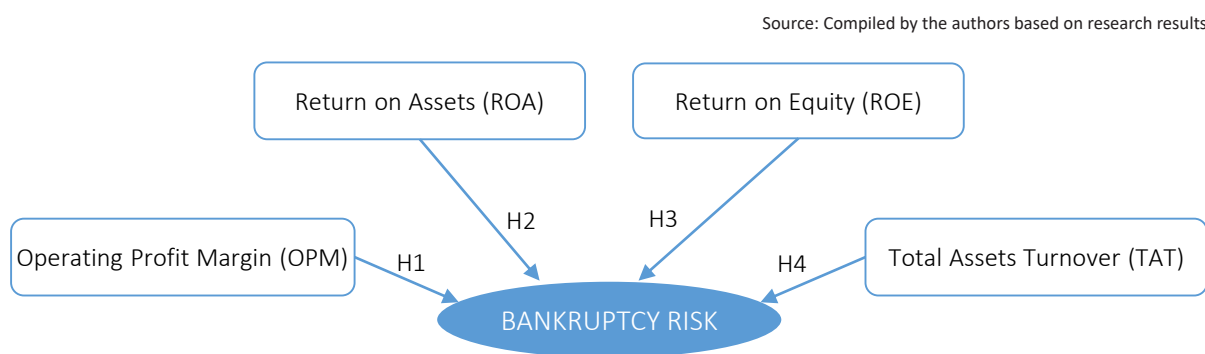 Source: Compiled by the authors based on research results
Return on Assets (ROA)
Return on Equity (ROE)
H2
H3
Operating Profit Margin (OPM)
H1
H4
Total Assets Turnover (TAT)
BANKRUPTCY RISK